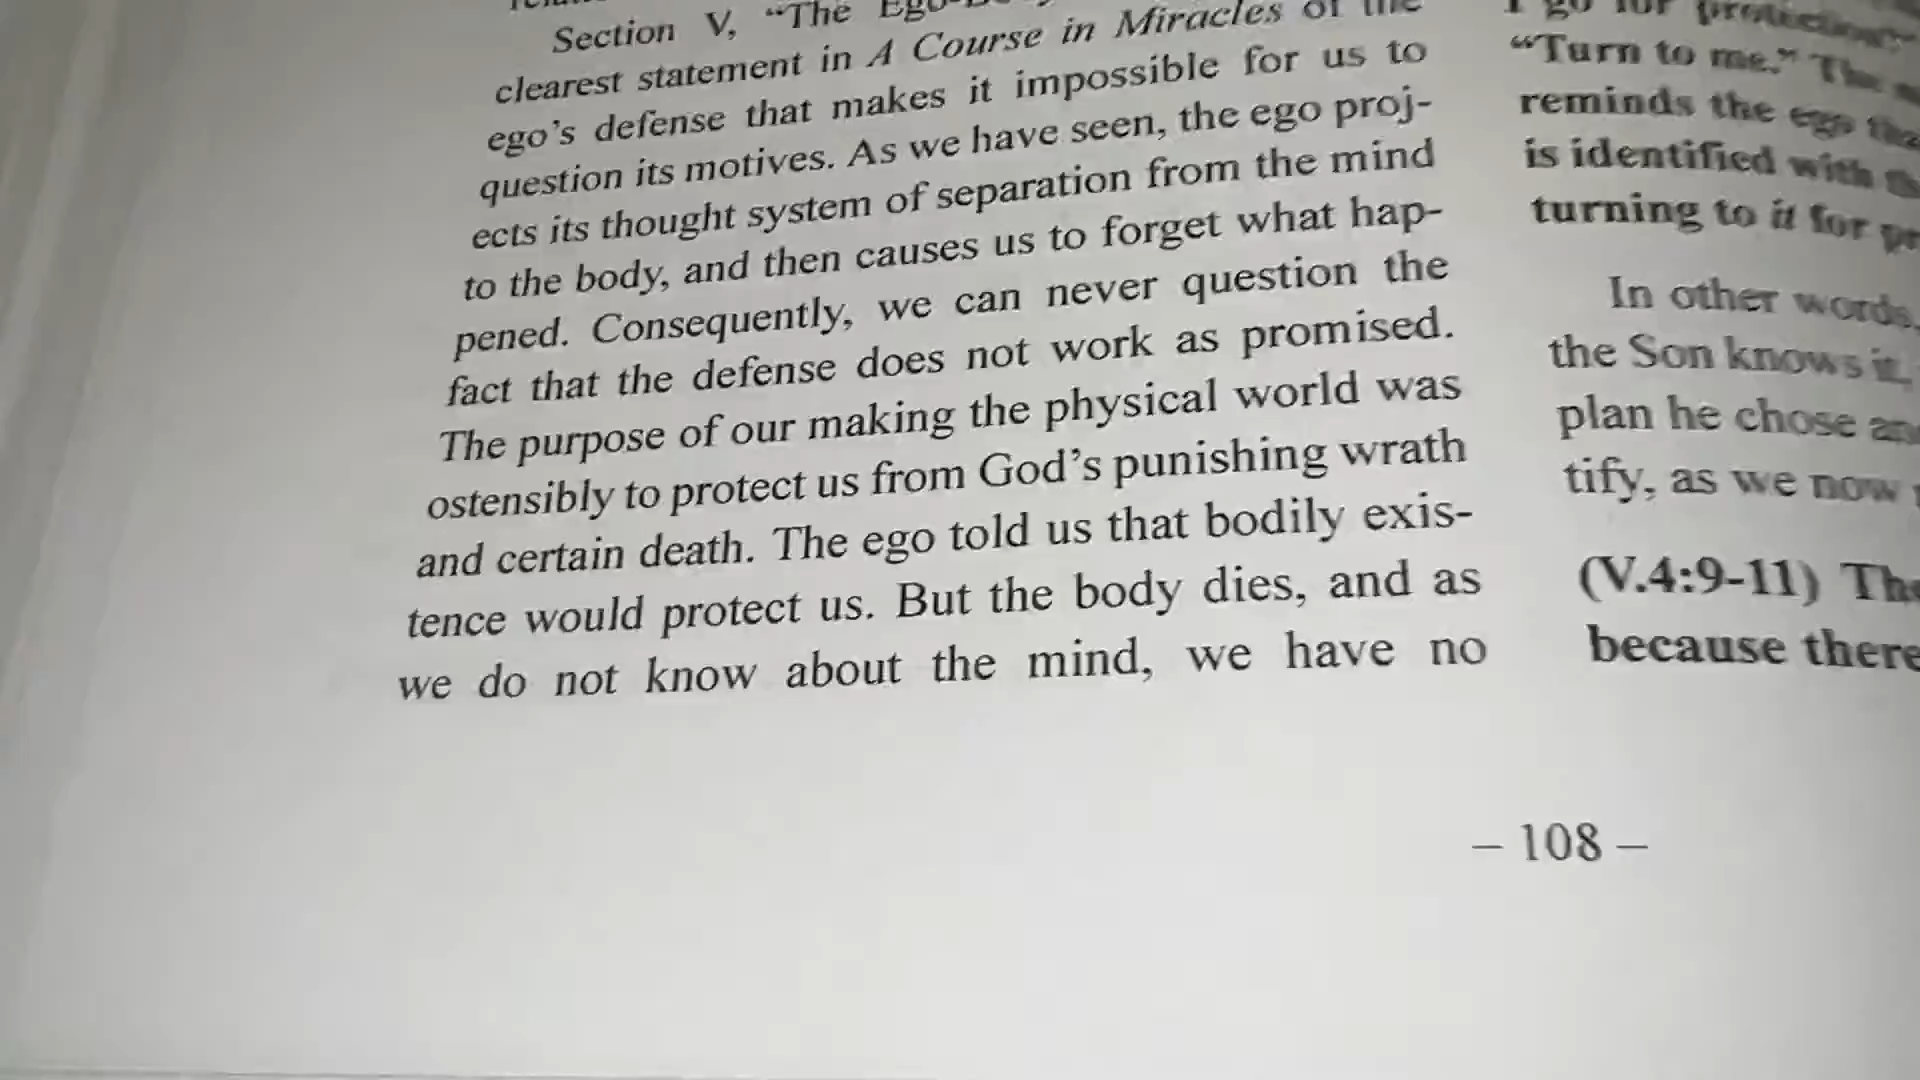 Section V, “The
clearest statement in A Course in Miracles of the
ego’s defense that makes it impossible for us to
question its motives. As we have seen, the ego proj-
ects its thought system of separation from the mind
to the body, and then causes us to forget what hap-
pened. Consequently, we can never question the
fact that the defense does not work as promised.
The purpose of our making the physical world was
ostensibly to protect us from God’s punishing wrath
and certain death. The ego told us that bodily exis-
tence would protect us. But the body dies, and as
we do not know about the mind, we have no
I go for protection?”
“Turn to me.” The
reminds the ego
is identified with
turning to it for
In other words,
the Son knows it,
plan he chose
tify, as we now
(V.4:9-11)
because there
– 108 –